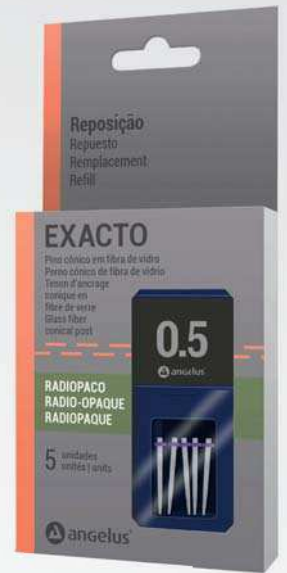 Reposição
Repuesto
Remplacement
Refill
EXACTO
Pino cônico em fibra de vidro
Perno cónico de fibra de vidrio
Tenon d'ancrage
conique en
fibre de verre
Glass fiber
conical post
0.5
angelus
RADIOPACO
RADIO-OPAQUE
RADIOPAQUE
5 unidades
unités | units
angelus